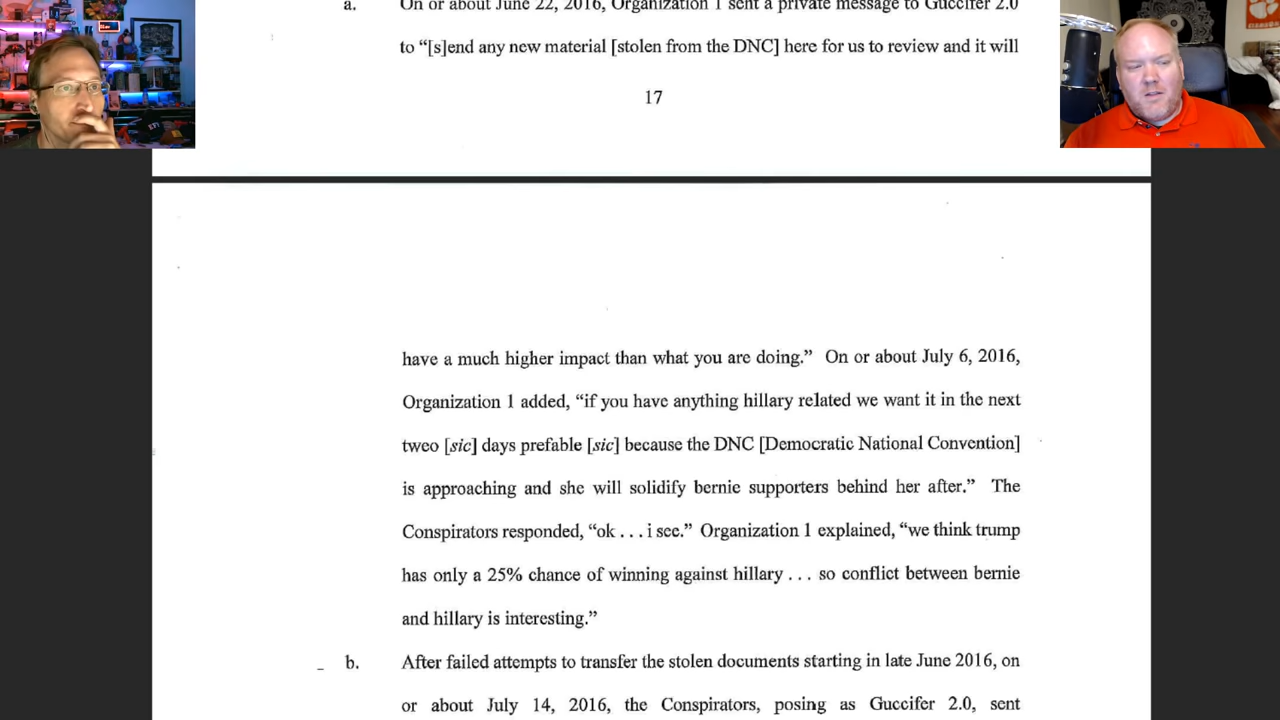 a. On or about June 22, 2016, Organization 1 sent a private message to Guccifer 2.0
to “[s]end any new material [stolen from the DNC] here for us to review and it will
17
have a much higher impact than what you are doing.” On or about July 6, 2016,
Organization 1 added, “if you have anything hillary related we want it in the next
tweo [sic] days prefable [sic] because the DNC [Democratic National Convention]
is approaching and she will solidify bernie supporters behind her after.” The
Conspirators responded, “ok . . . i see.” Organization 1 explained, “we think trump
has only a 25% chance of winning against hillary . . . so conflict between bernie
and hillary is interesting.”
b. After failed attempts to transfer the stolen documents starting in late June 2016, on
or about July 14, 2016, the Conspirators, posing as Guccifer 2.0, sent